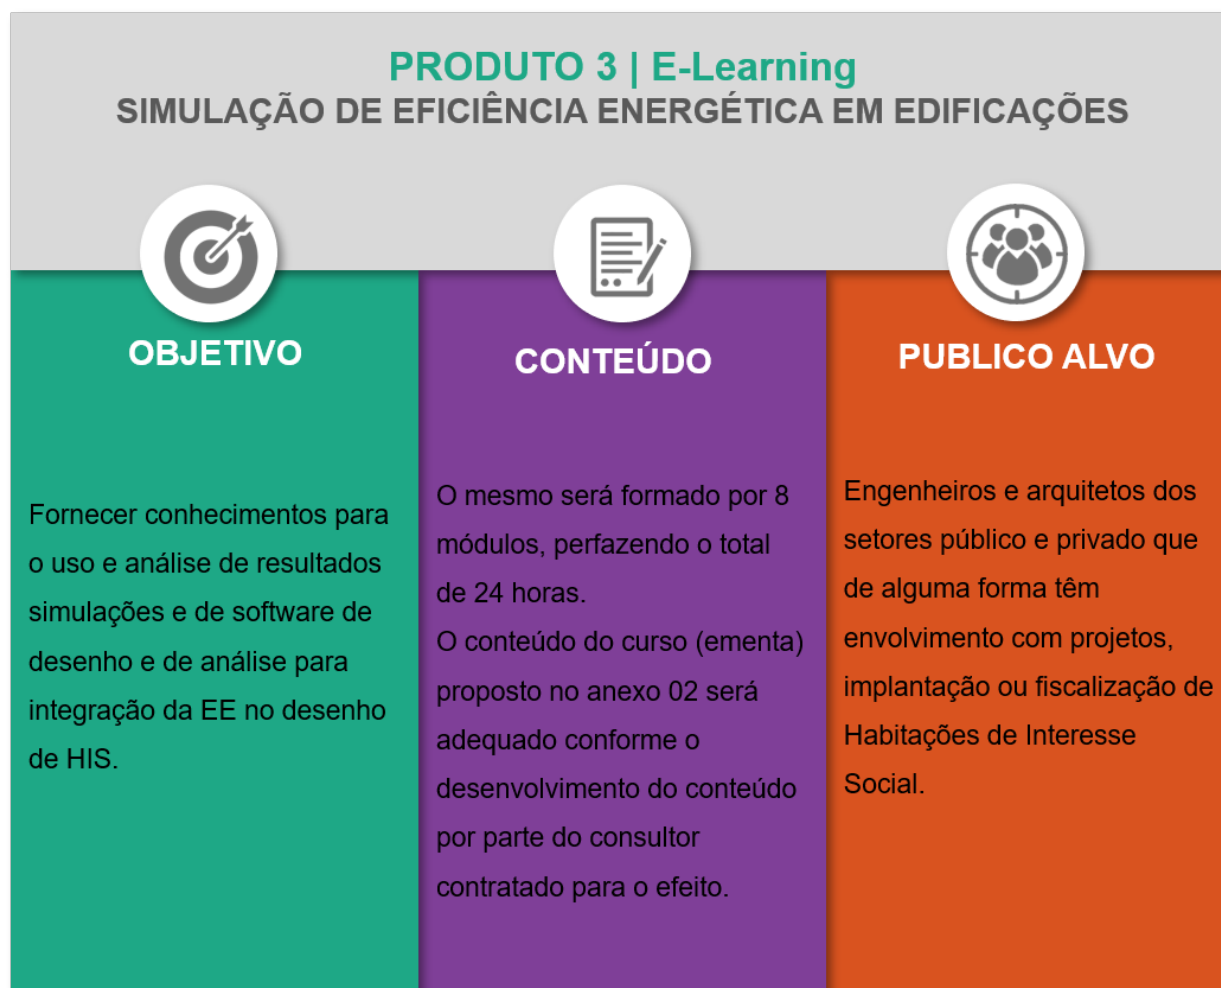 PRODUTO 3 | E-Learning
SIMULAÇÃO DE EFICIÊNCIA ENERGÉTICA EM EDIFICAÇÕES
OBJETIVO
Fornecer conhecimentos para
o uso e análise de resultados
simulações e de software de
desenho e de análise para
integração da EE no desenho
de HIS.
CONTEÚDO
O mesmo será formado por 8
módulos, perfazendo o total
de 24 horas.
O conteúdo do curso (ementa)
proposto no anexo 02 será
adequado conforme o
desenvolvimento do conteúdo
por parte do consultor
contratado para o efeito.
PUBLICO ALVO
Engenheiros e arquitetos dos
setores público e privado que
de alguma forma têm
envolvimento com projetos,
implantação ou fiscalização de
Habitações de Interesse
Social.